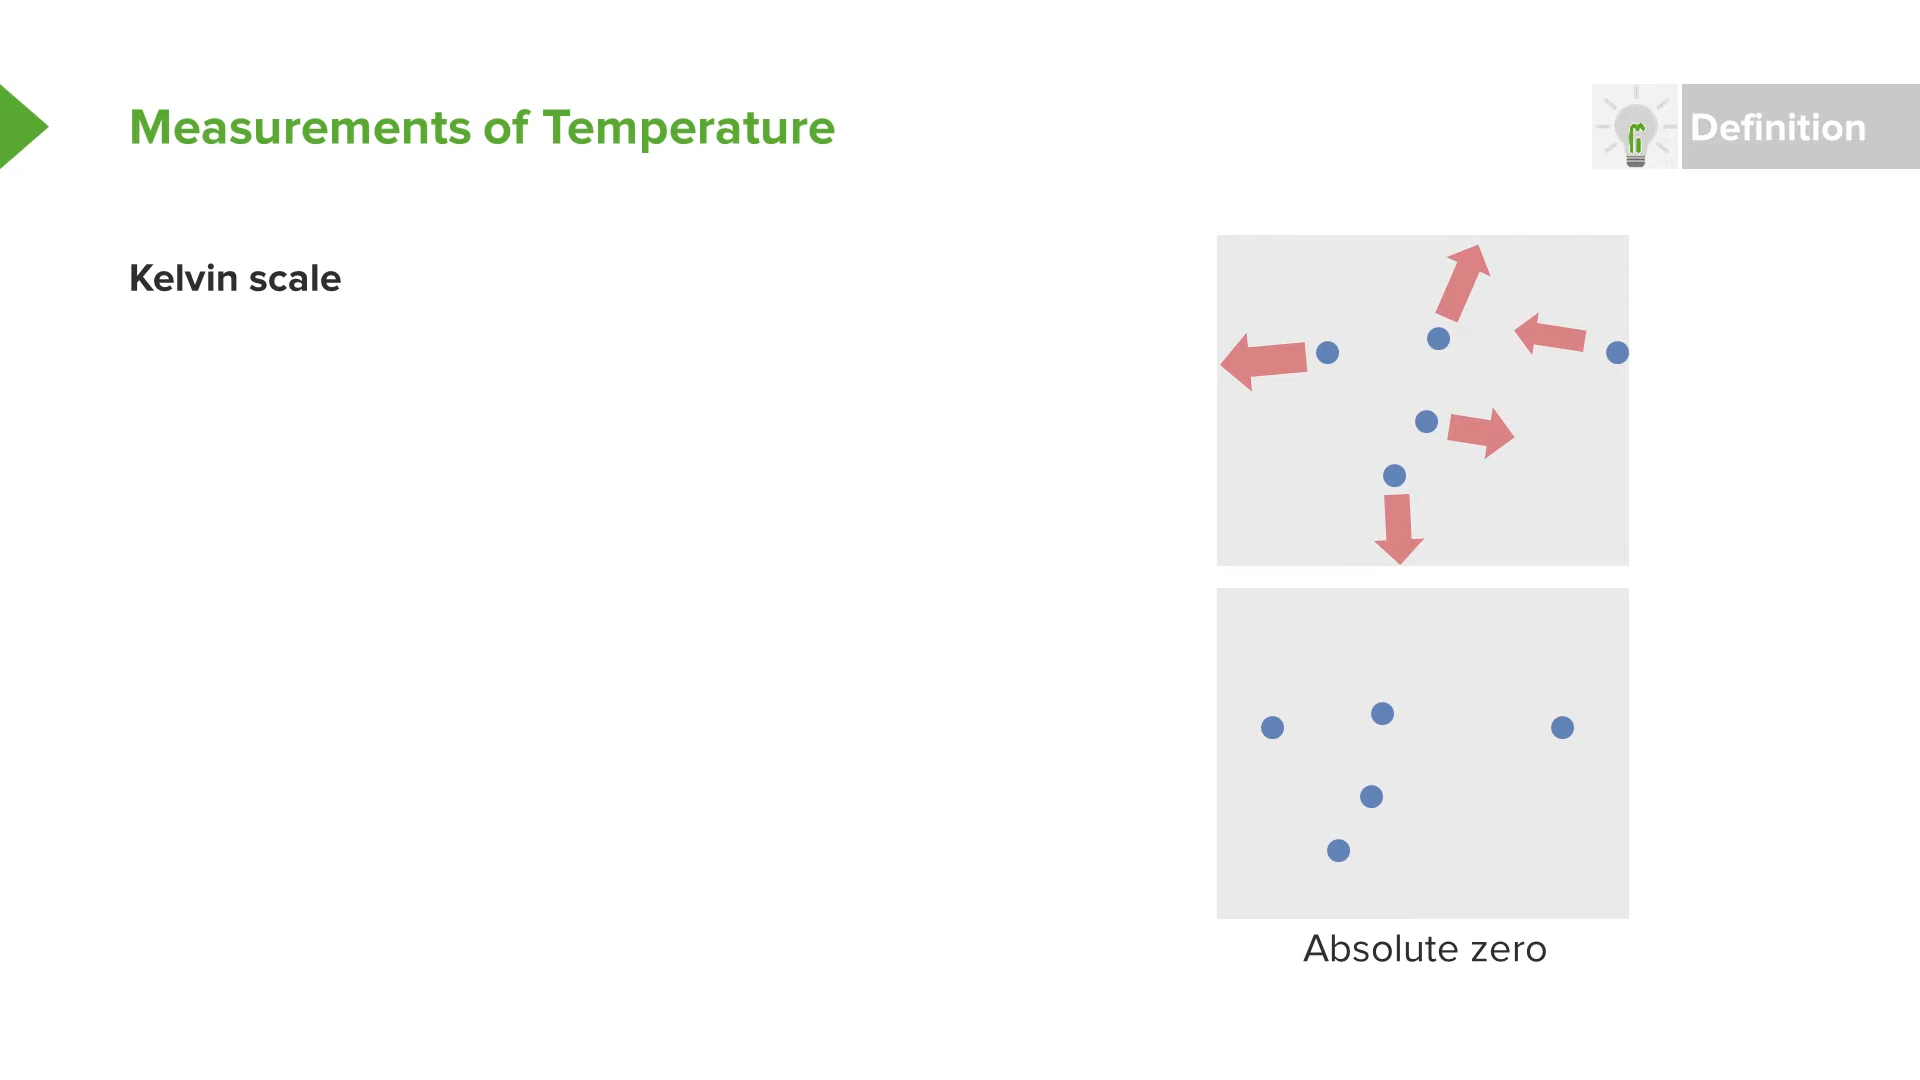 Measurements of Temperature
Definition
Kelvin scale
Absolute zero